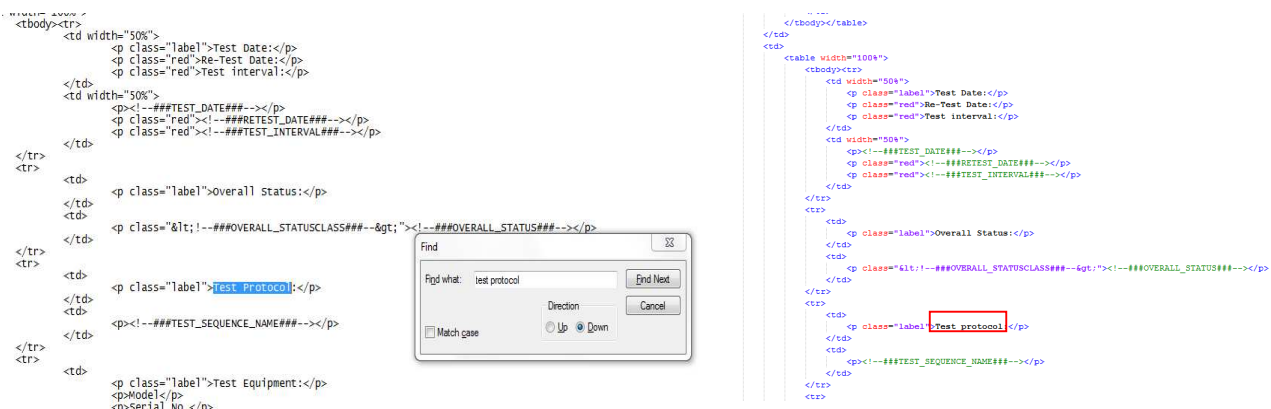 <tbody><tr>
<td width="50%">
<p class="label">Test Date:</p>
<p class="red">Re-Test Date:</p>
<p class="red">Test interval:</p>
</td>
<td width="50%">
<p><!--###TEST_DATE###--></p>
<p class="red"><!--###RETEST_DATE###--></p>
<p class="red"><!--###TEST_INTERVAL###--></p>
</td>
</tr>
<tr>
<td>
<p class="label">Overall Status:</p>
</td>
<td>
<p class="&lt;!--###OVERALL_STATUSCLASS###--&gt;"><!--###OVERALL_STATUS###--></p>
</td>
</tr>
<tr>
<td>
<p class="label">Test Protocol:</p>
</td>
<td>
<p><!--###TEST_SEQUENCE_NAME###--></p>
</td>
</tr>
<tr>
<td>
<p class="label">Test Equipment:</p>
<p>Model</p>
<p>Serial No.</p>
Find
Find what:
test protocol
Find Next
Direction
Cancel
Match case
Up
Down
</tbody></table>
</td>
<td>
<table width="100%">
<tbody><tr>
<td width="50%">
<p class="label">Test Date:</p>
<p class="red">Re-Test Date:</p>
<p class="red">Test interval:</p>
</td>
<td width="50%">
<p><!--###TEST_DATE###--></p>
<p class="red"><!--###RETEST_DATE###--></p>
<p class="red"><!--###TEST_INTERVAL###--></p>
</td>
</tr>
<tr>
<td>
<p class="label">Overall Status:</p>
</td>
<td>
<p class="&lt;!--###OVERALL_STATUSCLASS###--&gt;"><!--###OVERALL_STATUS###--></p>
</td>
</tr>
<tr>
<td>
<p class="label">Test protocol:</p>
</td>
<td>
<p><!--###TEST_SEQUENCE_NAME###--></p>
</td>
</tr>
<tr>